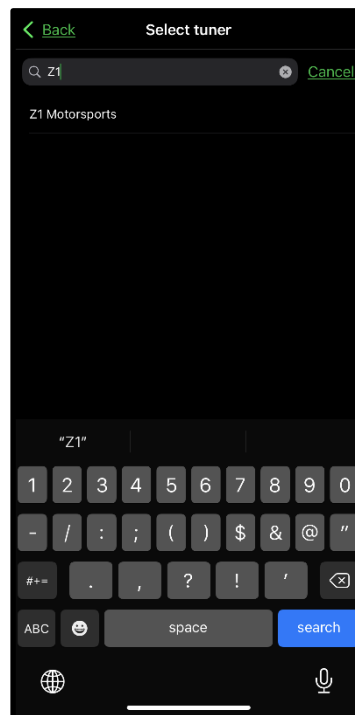 Back Select tuner
Z1 Cancel
Z1 Motorsports
“Z1”
1 2 3 4 5 6 7 8 9 0
- / : ; ( ) $ & @ "
#+= . , ? ! '
ABC space search